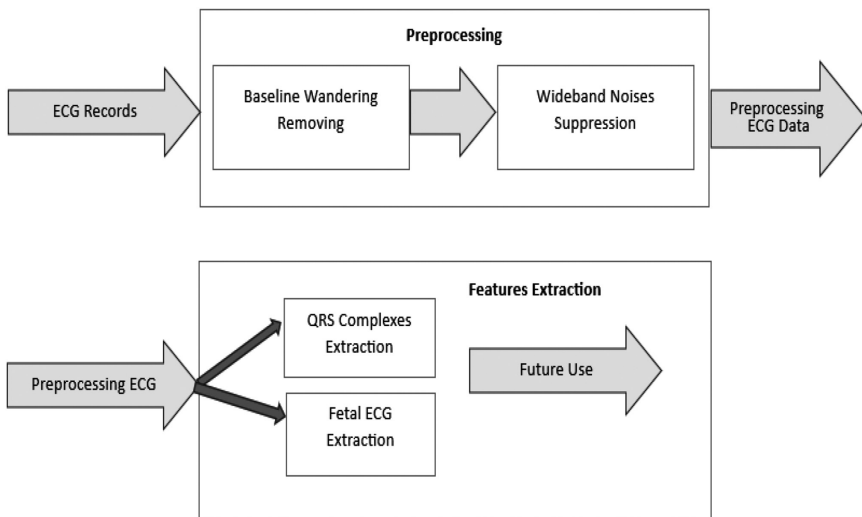 Preprocessing
ECG Records
Baseline Wandering
Removing
Wideband Noises
Suppression
Preprocessing
ECG Data
Features Extraction
QRS Complexes
Extraction
Preprocessing ECG
Future Use
Fetal ECG
Extraction